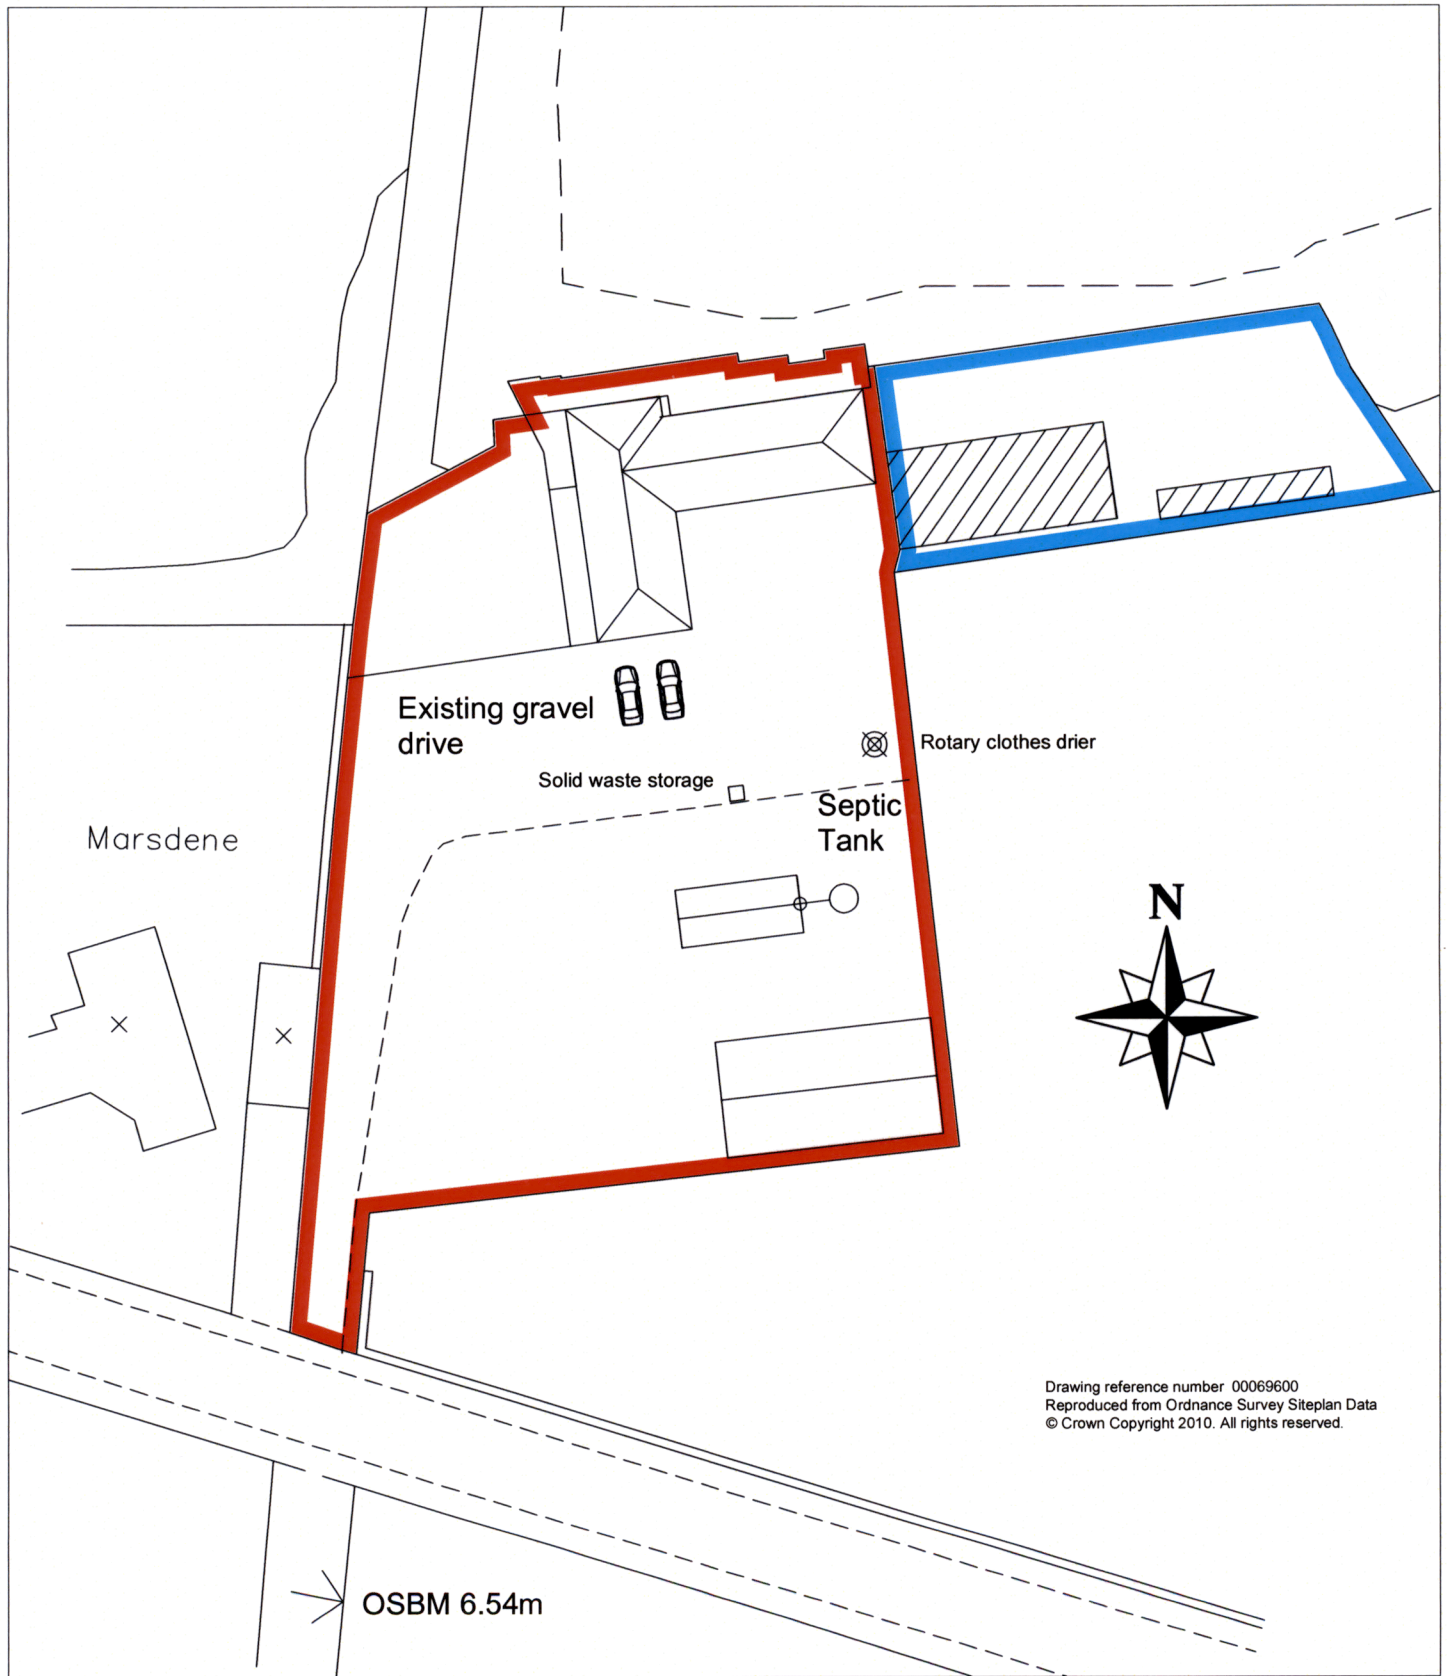 Existing gravel
drive
Rotary clothes drier
Solid waste storage
Septic
Tank
Marsdene
N
Drawing reference number 00069600
Reproduced from Ordnance Survey Siteplan Data
© Crown Copyright 2010. All rights reserved.
OSBM 6.54m